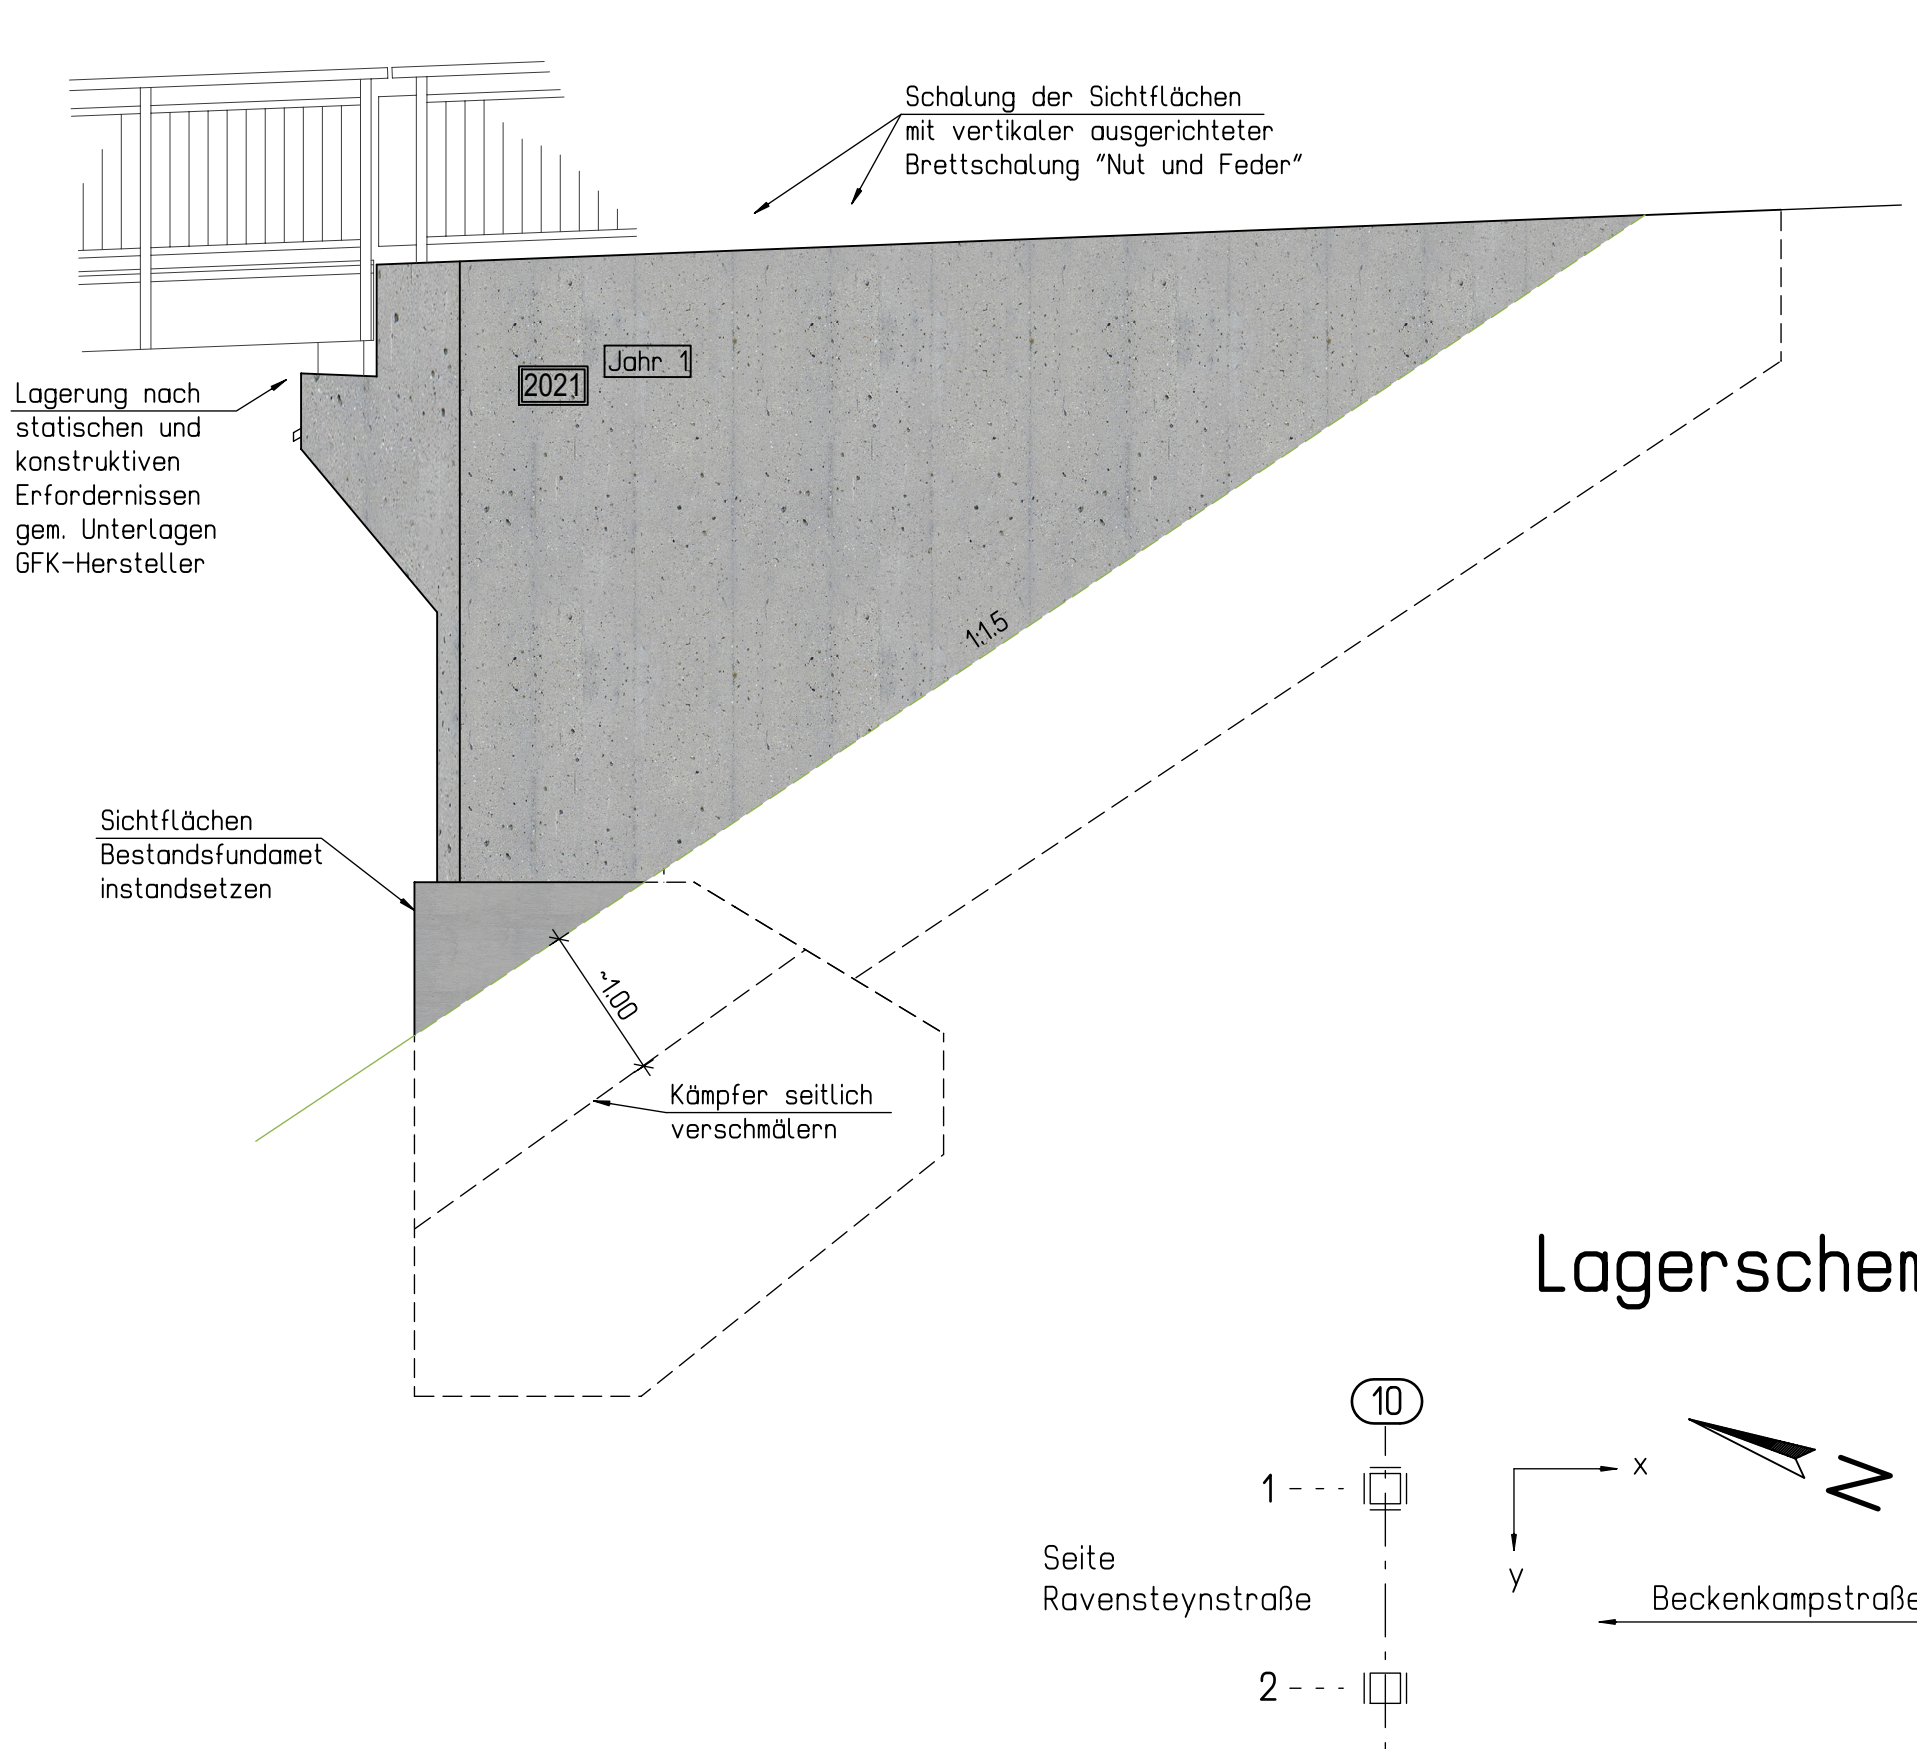 Schalung der Sichtflächen
mit vertikaler ausgerichteter
Brettschalung "Nut und Feder"
Jahr 1
2021
Lagerung nach
statischen und
konstruktiven
Erfordernissen
gem. Unterlagen
GFK-Hersteller
1:1,5
Sichtflächen
Bestandsfundamet
instandsetzen
~1.00
Kämpfer seitlich
verschmälern
Lagerschem
10
1
x
N
Seite
Ravensteynstraße
y
Beckenkampstraße
2